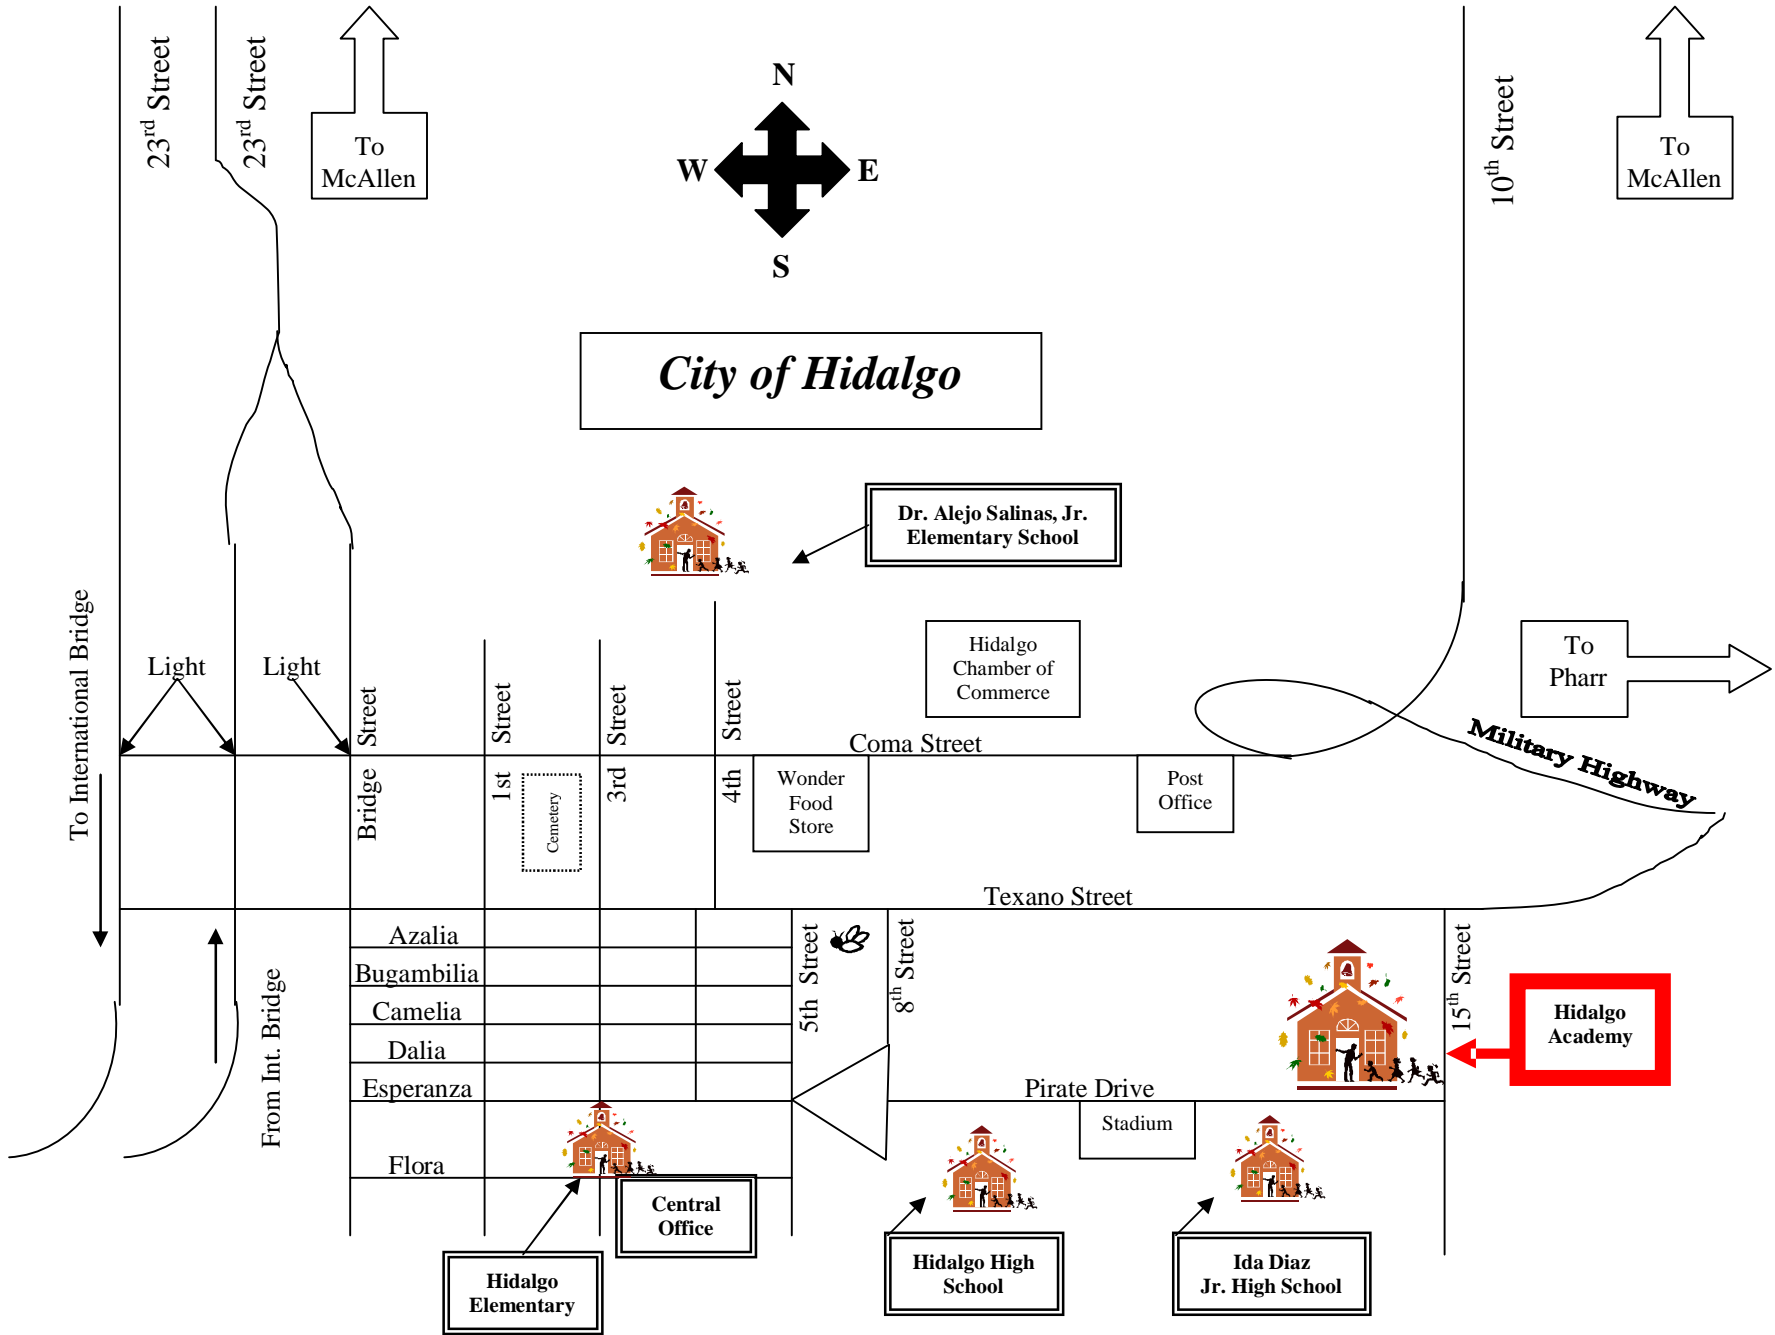 23rd Street
23rd Street
To
McAllen
N
W
E
S
10th Street
To
McAllen
City of Hidalgo
Dr. Alejo Salinas, Jr.
Elementary School
To International Bridge
Light
Light
Bridge Street
1st Street
3rd Street
4th Street
Cemetery
Hidalgo
Chamber of
Commerce
To
Pharr
Coma Street
Military Highway
Wonder
Food
Store
Post
Office
Texano Street
Azalia
Bugambilia
Camelia
Dalia
Esperanza
Flora
From Int. Bridge
5th Street
8th Street
15th Street
Hidalgo
Academy
Pirate Drive
Stadium
Central
Office
Hidalgo
Elementary
Hidalgo High
School
Ida Diaz
Jr. High School